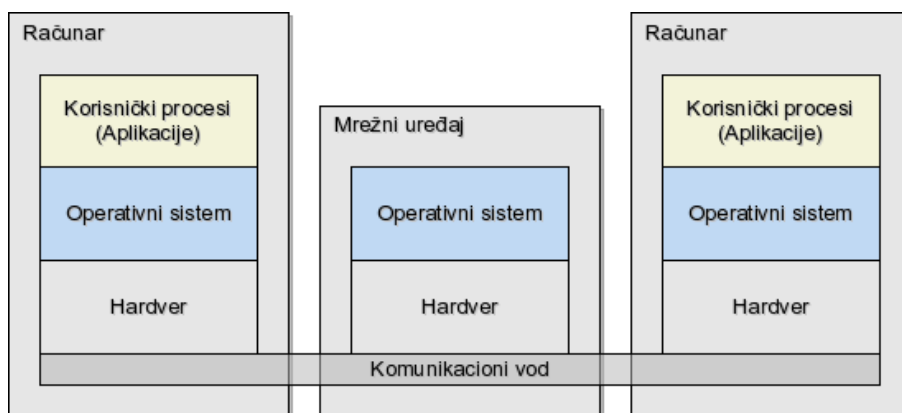 Računar
Korisnički procesi
(Aplikacije)
Operativni sistem
Hardver
Mrežni uređaj
Operativni sistem
Hardver
Računar
Korisnički procesi
(Aplikacije)
Operativni sistem
Hardver
Komunikacioni vod